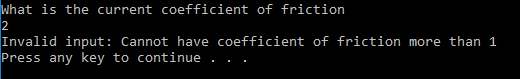 What is the current coefficient of friction
2
Invalid input: Cannot have coefficient of friction more than 1
Press any key to continue . . .